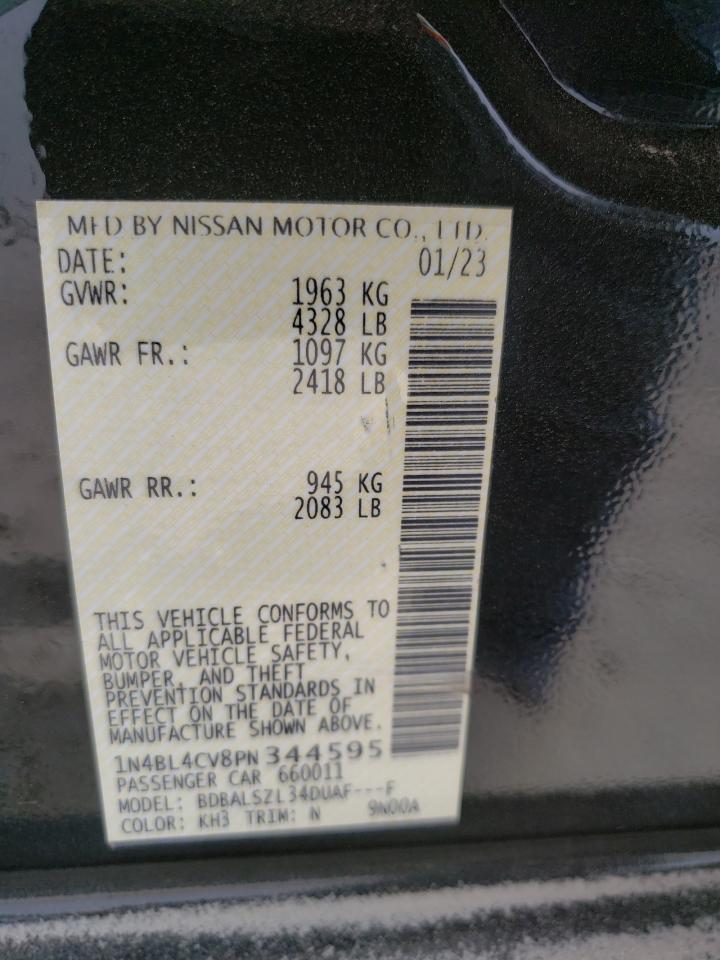 MFD BY NISSAN MOTOR CO., LTD.
DATE: 01/23
GVWR: 1963 KG
4328 LB
GAWR FR.: 1097 KG
2418 LB
GAWR RR.: 945 KG
2083 LB
THIS VEHICLE CONFORMS TO
ALL APPLICABLE FEDERAL
MOTOR VEHICLE SAFETY,
BUMPER, AND THEFT
PREVENTION STANDARDS IN
EFFECT ON THE DATE OF
MANUFACTURE SHOWN ABOVE.
1N4BL4CV8PN 344595
PASSENGER CAR 660011
MODEL: BDBALSZL34DUAF---F
COLOR: KH3 TRIM: N 9N00A